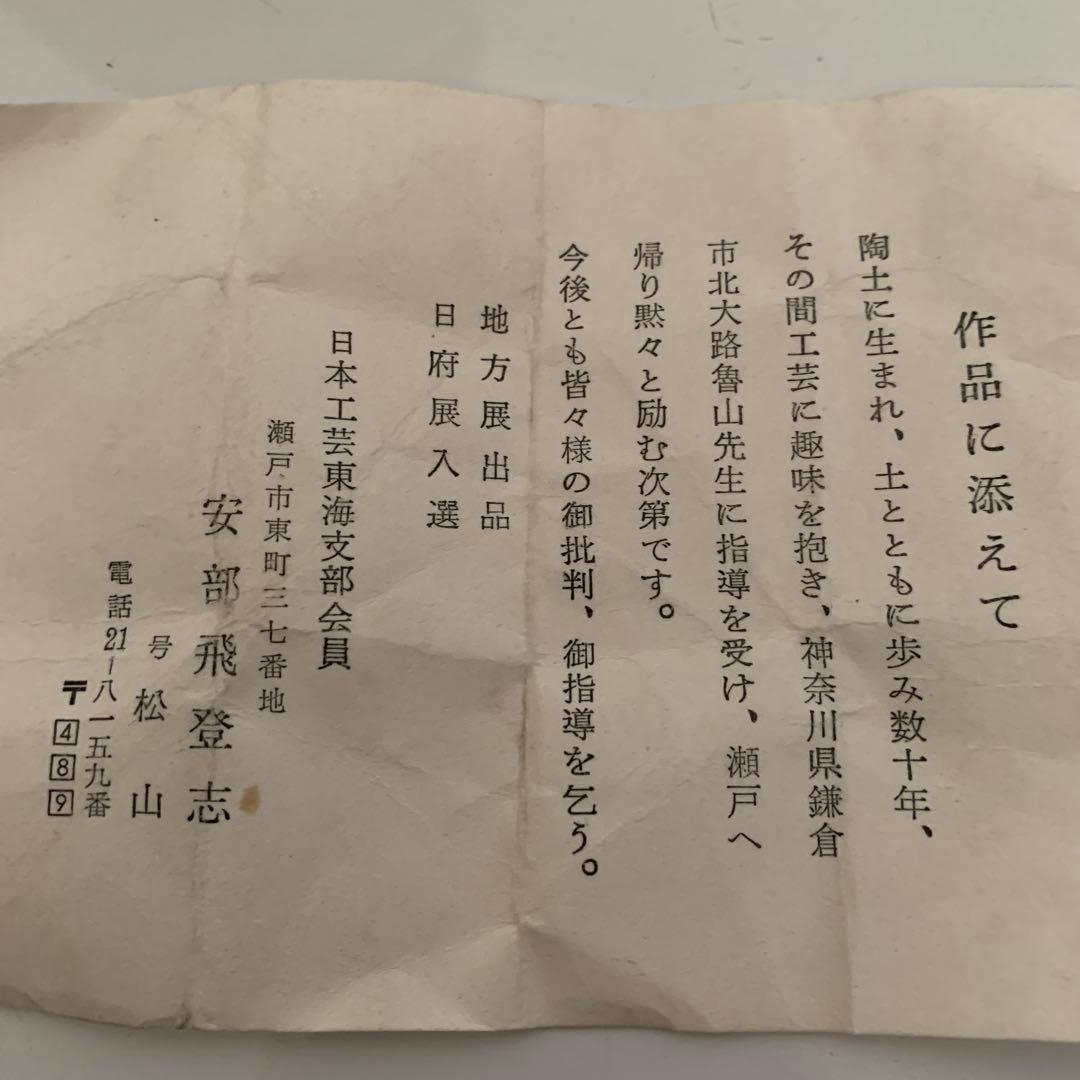 作品に添えて
陶土に生まれ、土とともに歩み数十年、
その間工芸に趣味を抱き、神奈川県鎌倉
市北大路魯山先生に指導を受け、瀬戸へ
帰り黙々と励む次第です。
今後とも皆々様の御批判、御指導を乞う。
地方展出品
日府展入選
日本工芸東海支部会員
瀬戸市東町三七番地
安部飛登志
号松山
電話21-八一五九番
〒489